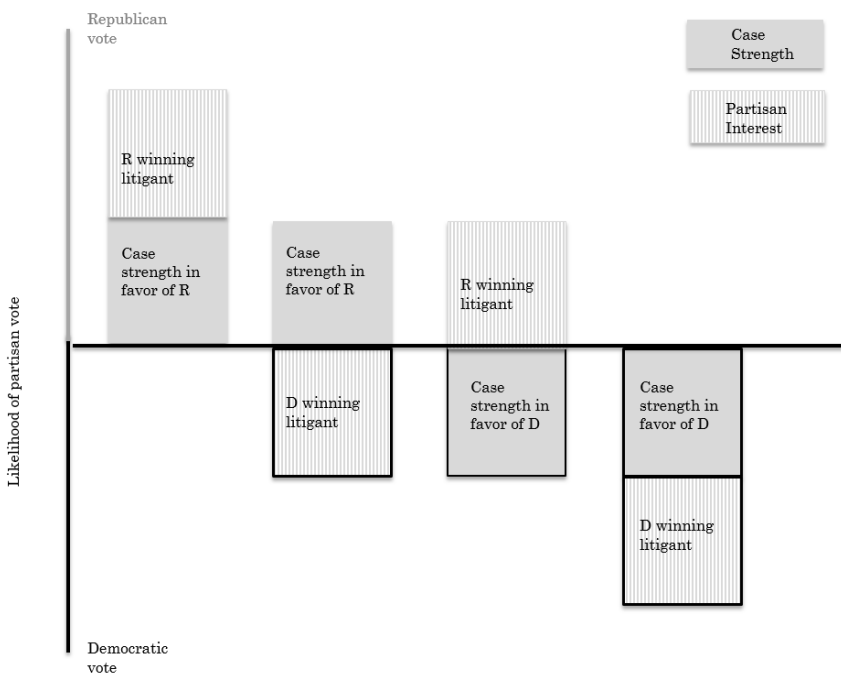 Republican
vote
Case
Strength
Partisan
Interest
R winning
litigant
Case
strength in
favor of R
Case
strength in
favor of R
R winning
litigant
D winning
litigant
Case
strength in
favor of D
Case
strength in
favor of D
D winning
litigant
Likelihood of partisan vote
Democratic
vote